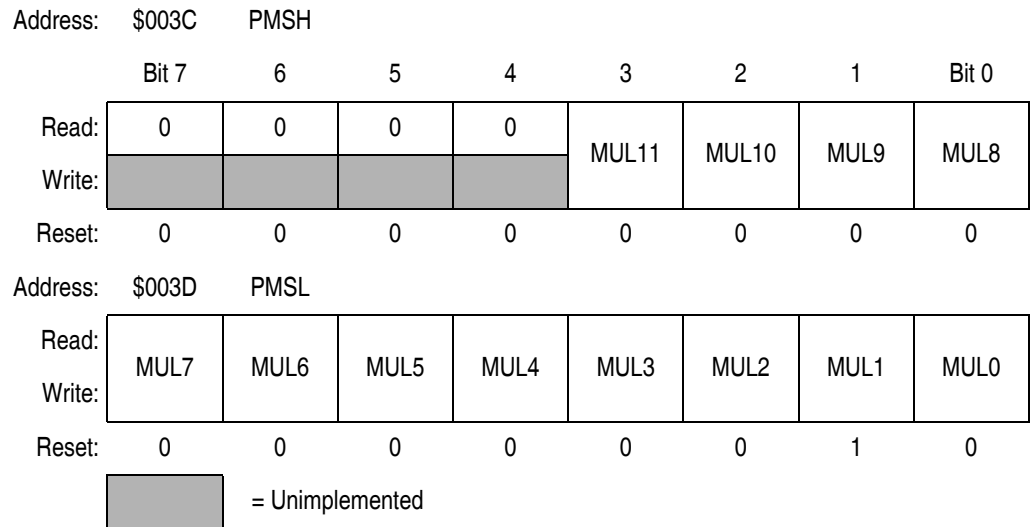 Address: $003C PMSH
Bit 7 6 5 4 3 2 1 Bit 0
Read: 0 0 0 0 MUL11 MUL10 MUL9 MUL8
Write:
Reset: 0 0 0 0 0 0 0 0
Address: $003D PMSL
Read: MUL7 MUL6 MUL5 MUL4 MUL3 MUL2 MUL1 MUL0
Write:
Reset: 0 0 0 0 0 0 1 0
= Unimplemented